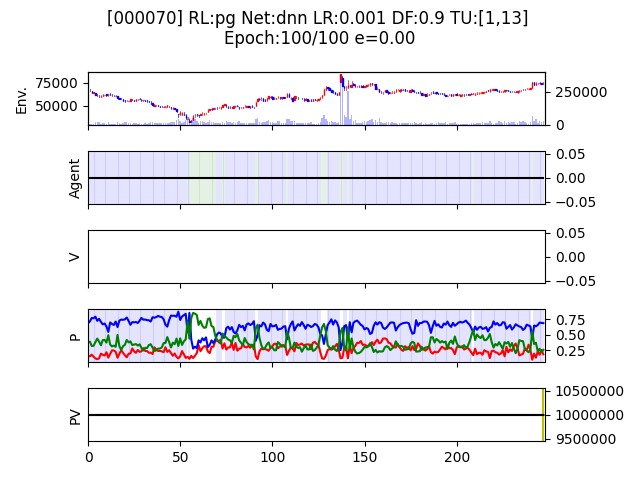 [000070] RL:pg Net:dnn LR:0.001 DF:0.9 TU:[1,13]
Epoch:100/100 e=0.00
Env.
75000
50000
250000
0
Agent
0.05
0.00
−0.05
V
0.05
0.00
−0.05
P
0.75
0.50
0.25
PV
10500000
10000000
9500000
0 50 100 150 200